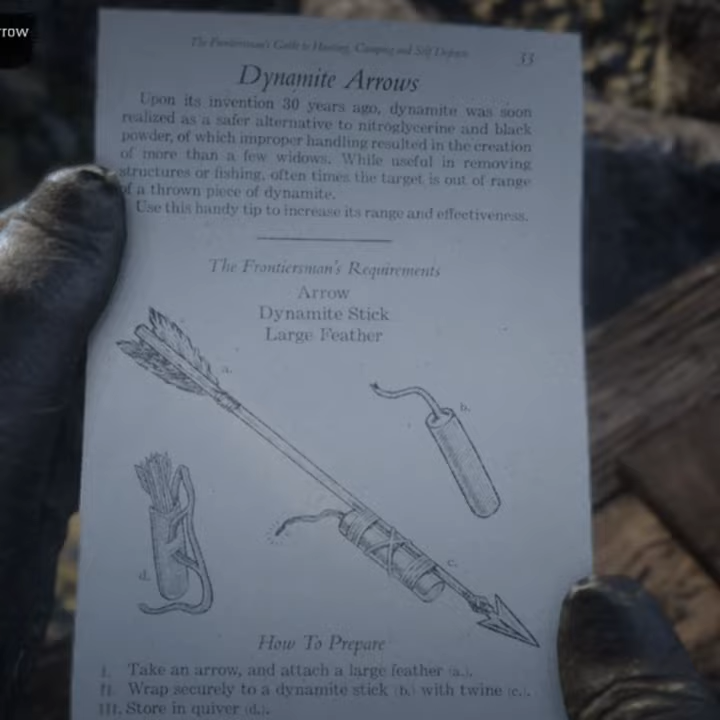 rrow
The Frontiersman's Guide to Hunting, Camping and Self Defence
33
Dynamite Arrows
Upon its invention 30 years ago, dynamite was soon
realized as a safer alternative to nitroglycerine and black
powder, of which improper handling resulted in the creation
of more than a few widows. While useful in removing
structures or fishing, often times the target is out of range
of a thrown piece of dynamite.
Use this handy tip to increase its range and effectiveness.
The Frontiersman's Requirements
Arrow
Dynamite Stick
Large Feather
a.
b.
c.
d.
How To Prepare
I. Take an arrow, and attach a large feather (a.).
II. Wrap securely to a dynamite stick (b.) with twine (c.).
III. Store in quiver (d.).